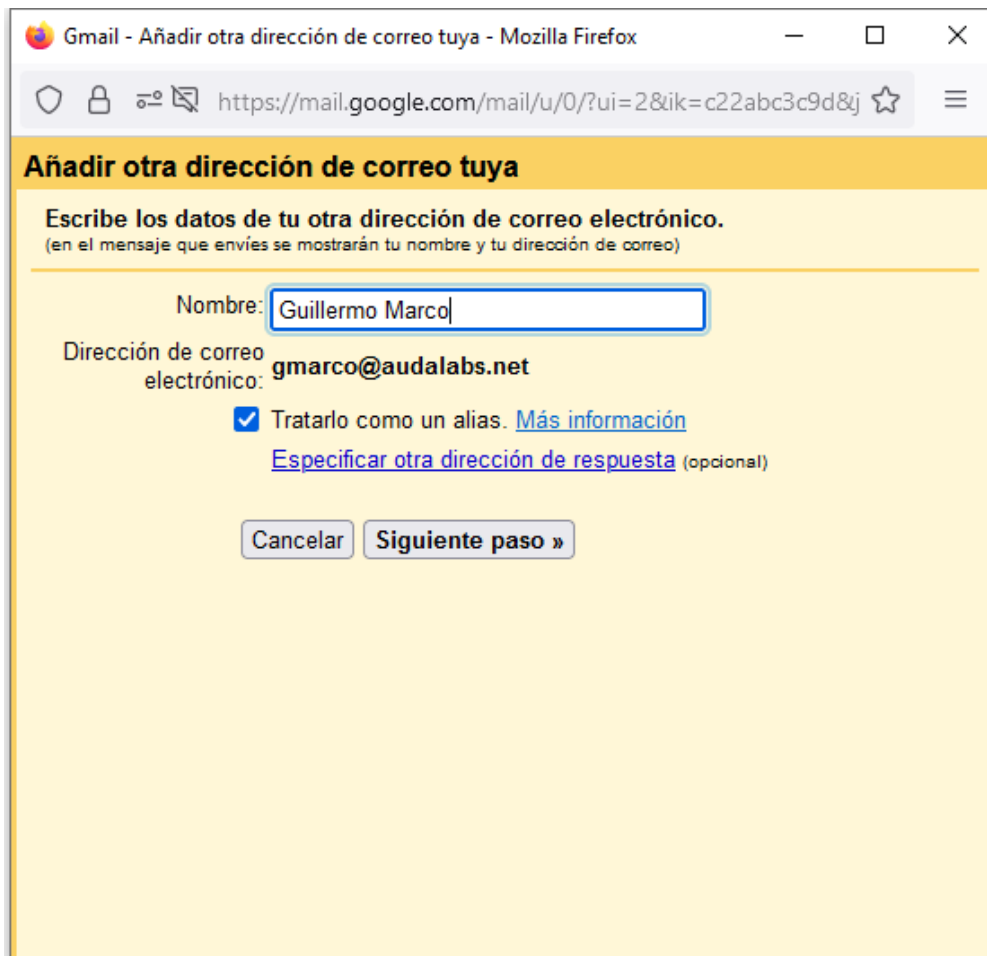 Gmail - Añadir otra dirección de correo tuya - Mozilla Firefox
https://mail.google.com/mail/u/0/?ui=2&ik=c22abc3c9d&j
Añadir otra dirección de correo tuya
Escribe los datos de tu otra dirección de correo electrónico.
(en el mensaje que envíes se mostrarán tu nombre y tu dirección de correo)
Nombre: Guillermo Marco
Dirección de correo
electrónico: gmarco@audalabs.net
Tratarlo como un alias. Más información
Especificar otra dirección de respuesta (opcional)
Cancelar Siguiente paso »